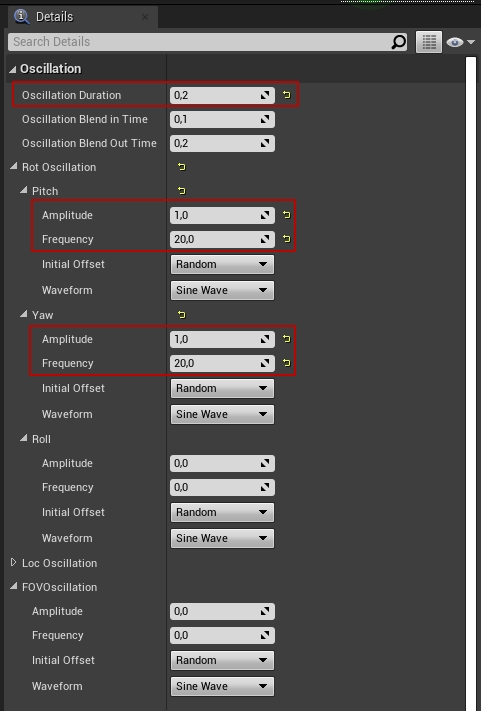 Details
Search Details
Oscillation
Oscillation Duration 0,2
Oscillation Blend in Time 0,1
Oscillation Blend Out Time 0,2
Rot Oscillation
Pitch
Amplitude 1,0
Frequency 20,0
Initial Offset Random
Waveform Sine Wave
Yaw
Amplitude 1,0
Frequency 20,0
Initial Offset Random
Waveform Sine Wave
Roll
Amplitude 0,0
Frequency 0,0
Initial Offset Random
Waveform Sine Wave
Loc Oscillation
FOVOscillation
Amplitude 0,0
Frequency 0,0
Initial Offset Random
Waveform Sine Wave